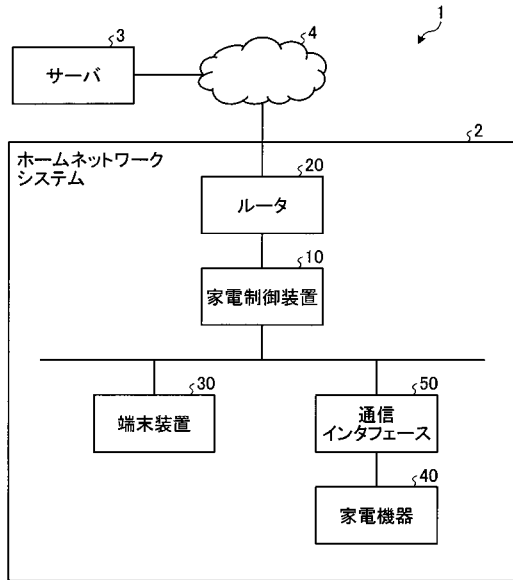 1
3
サーバ
4
2
ホームネットワーク
システム
20
ルータ
10
家電制御装置
30
端末装置
50
通信
インタフェース
40
家電機器